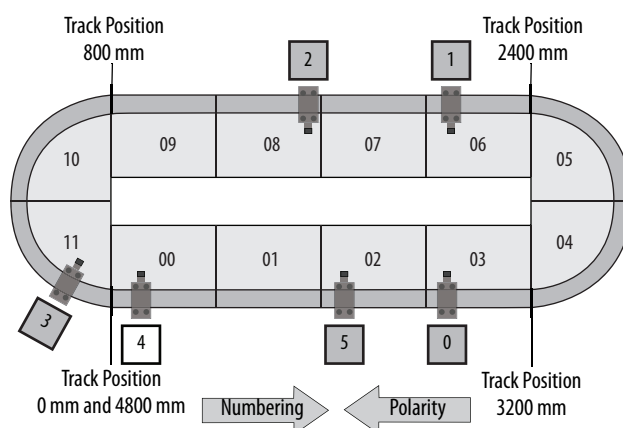 Track Position
800 mm
Track Position
2400 mm
2
1
10
09
08
07
06
05
11
00
01
02
03
04
3
4
5
0
Track Position
0 mm and 4800 mm
Numbering
Polarity
Track Position
3200 mm